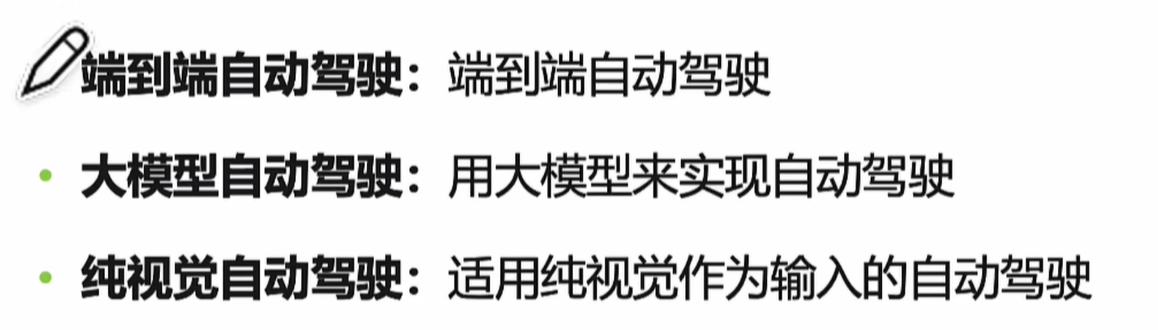 端到端自动驾驶：端到端自动驾驶
大模型自动驾驶：用大模型来实现自动驾驶
纯视觉自动驾驶：适用纯视觉作为输入的自动驾驶